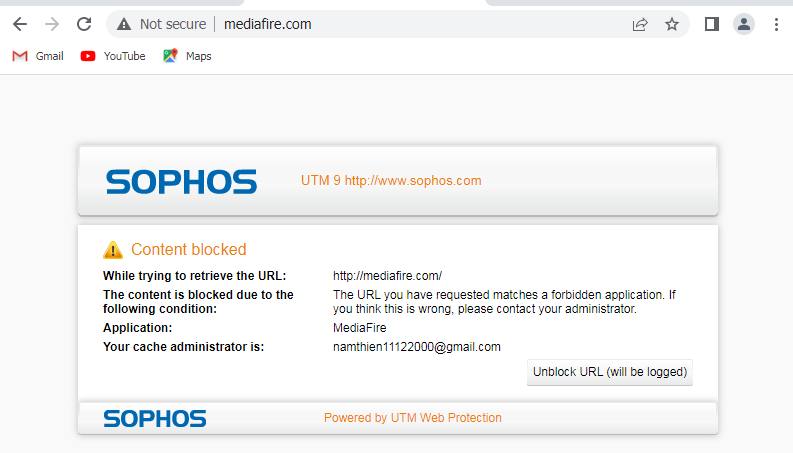 Not secure | mediafire.com
Gmail YouTube Maps
SOPHOS UTM 9 http://www.sophos.com
Content blocked
While trying to retrieve the URL: http://mediafire.com/
The content is blocked due to the The URL you have requested matches a forbidden application. If
following condition: you think this is wrong, please contact your administrator.
Application: MediaFire
Your cache administrator is: namthien11122000@gmail.com
Unblock URL (will be logged)
SOPHOS Powered by UTM Web Protection